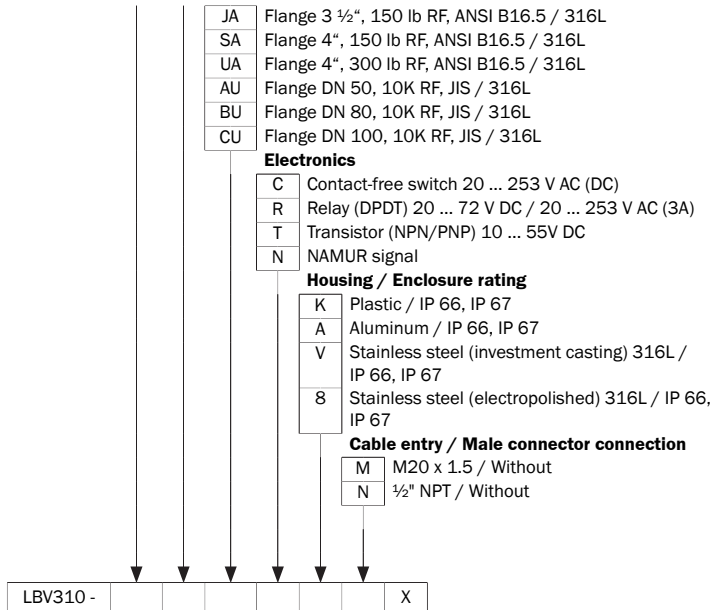 JA Flange 3 ½“, 150 lb RF, ANSI B16.5 / 316L
SA Flange 4“, 150 lb RF, ANSI B16.5 / 316L
UA Flange 4“, 300 lb RF, ANSI B16.5 / 316L
AU Flange DN 50, 10K RF, JIS / 316L
BU Flange DN 80, 10K RF, JIS / 316L
CU Flange DN 100, 10K RF, JIS / 316L
Electronics
C Contact-free switch 20 ... 253 V AC (DC)
R Relay (DPDT) 20 ... 72 V DC / 20 ... 253 V AC (3A)
T Transistor (NPN/PNP) 10 ... 55V DC
N NAMUR signal
Housing / Enclosure rating
K Plastic / IP 66, IP 67
A Aluminum / IP 66, IP 67
V Stainless steel (investment casting) 316L /
IP 66, IP 67
8 Stainless steel (electropolished) 316L / IP 66,
IP 67
Cable entry / Male connector connection
M M20 x 1.5 / Without
N ½" NPT / Without
LBV310 - X